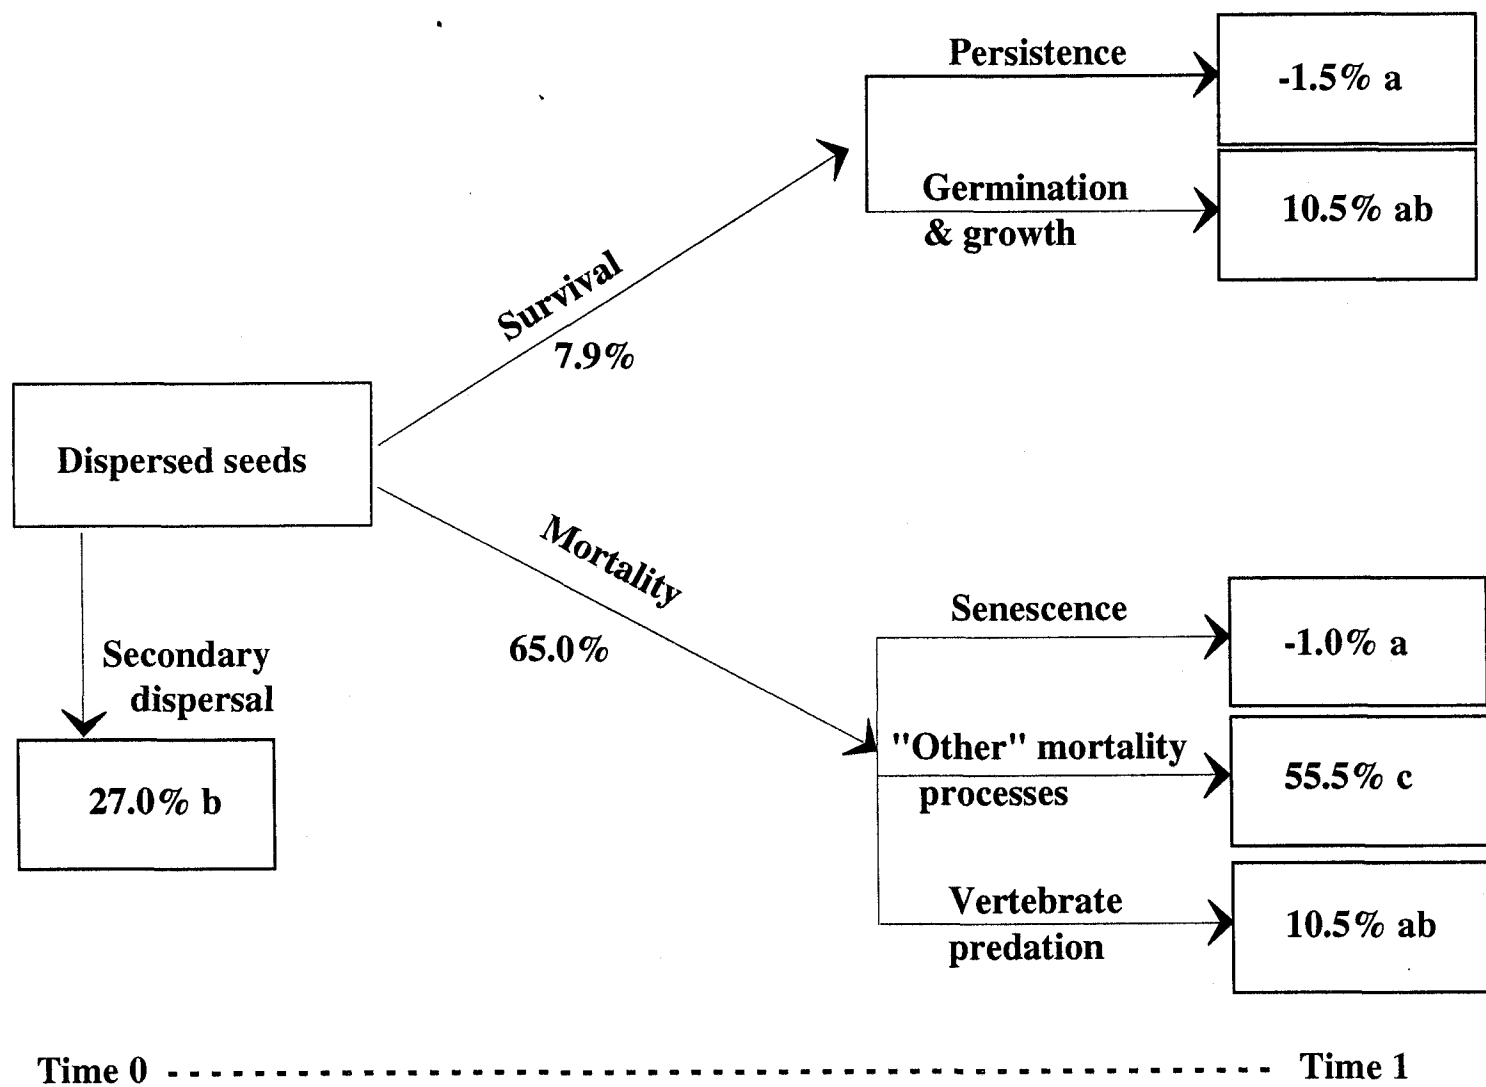 Persistence
-1.5% a
Germination
& growth
10.5% ab
Survival
7.9%
Dispersed seeds
Mortality
65.0%
Secondary
dispersal
27.0% b
Senescence
-1.0% a
"Other" mortality
processes
55.5% c
Vertebrate
predation
10.5% ab
Time 0
Time 1